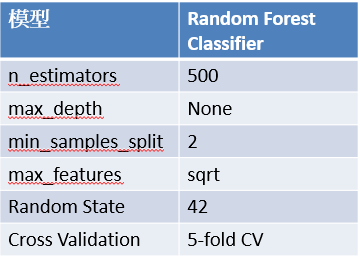 模型 Random Forest Classifier
n_estimators 500
max_depth None
min_samples_split 2
max_features sqrt
Random State 42
Cross Validation 5-fold CV